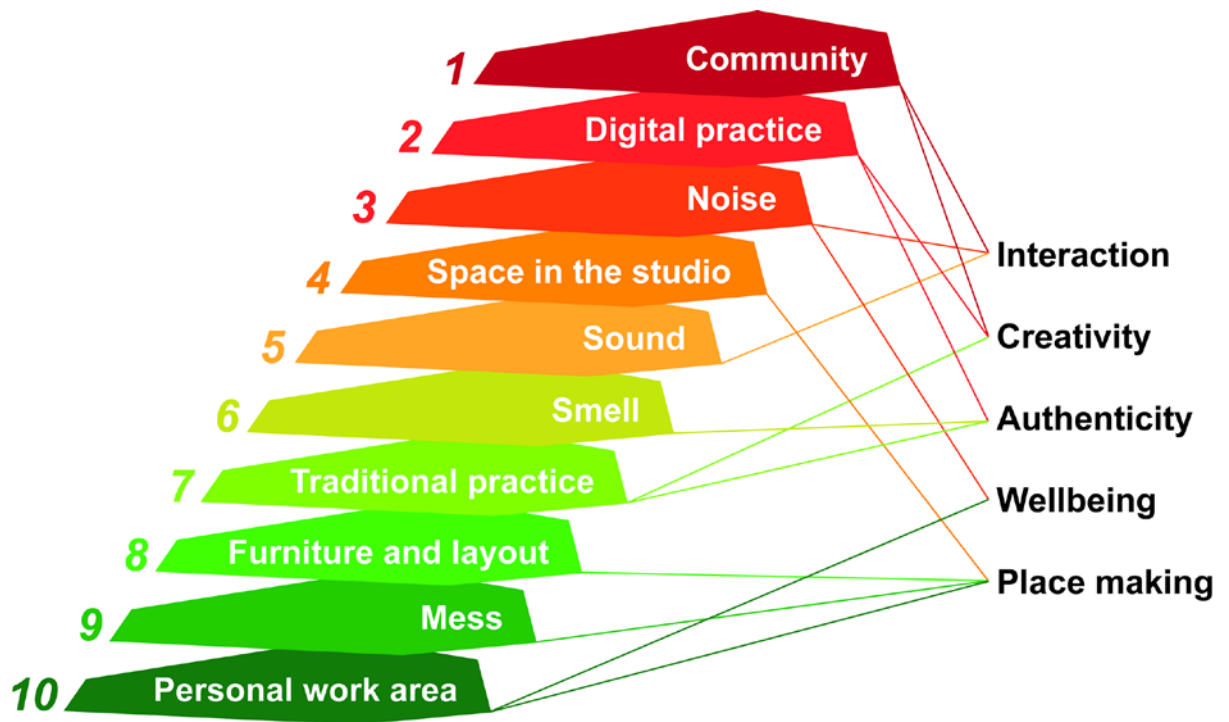 1 Community
2 Digital practice
3 Noise
4 Space in the studio
5 Sound
6 Smell
7 Traditional practice
8 Furniture and layout
9 Mess
10 Personal work area
Interaction
Creativity
Authenticity
Wellbeing
Place making